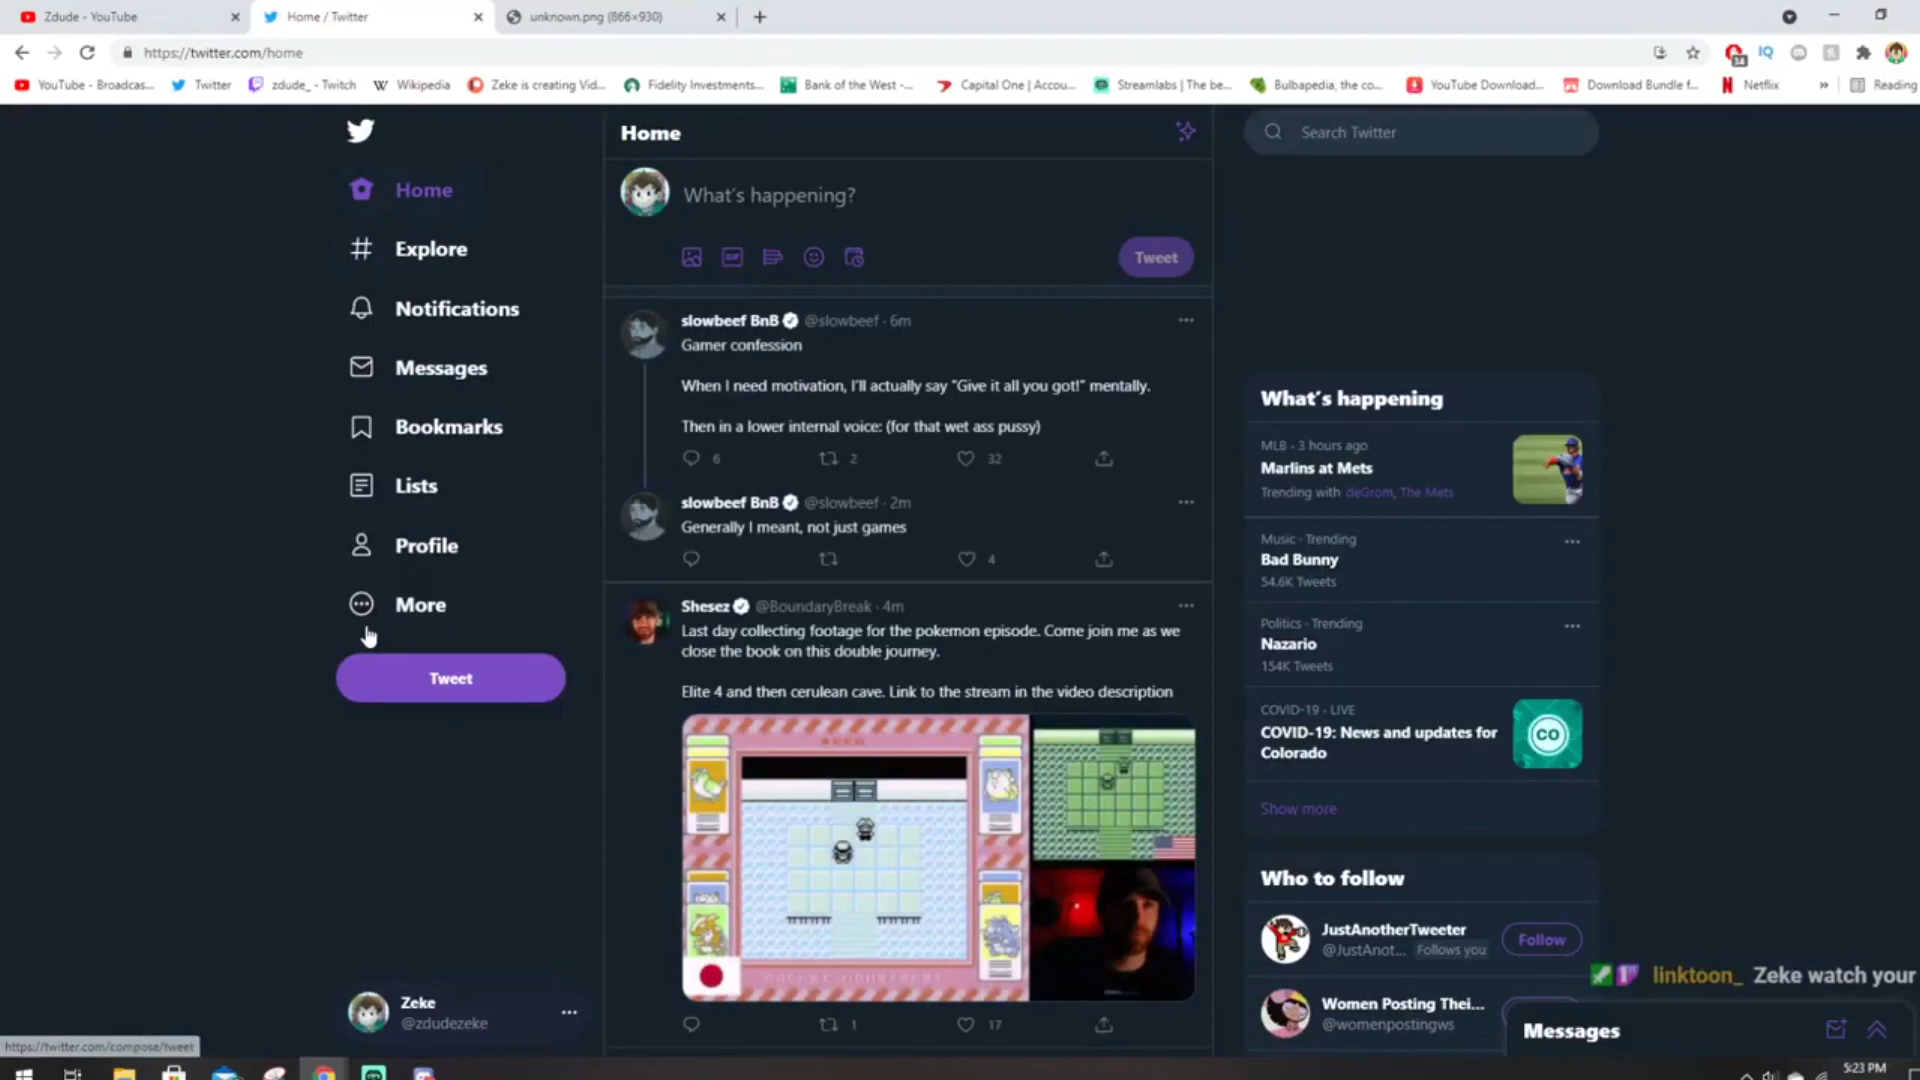 Zdude - YouTube
Home / Twitter
unknown.png (866×930)
https://twitter.com/home
34
YouTube - Broadcas...
Twitter
zdude_ - Twitch
Wikipedia
Zeke is creating Vid...
Fidelity Investments...
Bank of the West -...
Capital One | Accou...
Streamlabs | The be...
Bulbapedia, the co...
YouTube Download...
Download Bundle f...
Netflix
»
Reading
Home
Explore
Notifications
Messages
Bookmarks
Lists
Profile
More
Tweet
Zeke
@zdudezeke
https://twitter.com/compose/tweet
Home
What's happening?
GIF
Tweet
slowbeef BnB @slowbeef · 6m
Gamer confession
When I need motivation, I'll actually say "Give it all you got!" mentally.
Then in a lower internal voice: (for that wet ass pussy)
6 2 32
slowbeef BnB @slowbeef · 2m
Generally I meant, not just games
4
Shesez @BoundaryBreak · 4m
Last day collecting footage for the pokemon episode. Come join me as we
close the book on this double journey.
Elite 4 and then cerulean cave. Link to the stream in the video description
1 17
Search Twitter
What's happening
MLB · 3 hours ago
Marlins at Mets
Trending with deGrom, The Mets
Music · Trending
Bad Bunny
54.6K Tweets
Politics · Trending
Nazario
154K Tweets
COVID-19 · LIVE
COVID-19: News and updates for
Colorado
CO
Show more
Who to follow
JustAnotherTweeter
@JustAnot... Follows you
Follow
Women Posting Thei...
@womenpostingws
linktoon_ Zeke watch your
Messages
5:23 PM